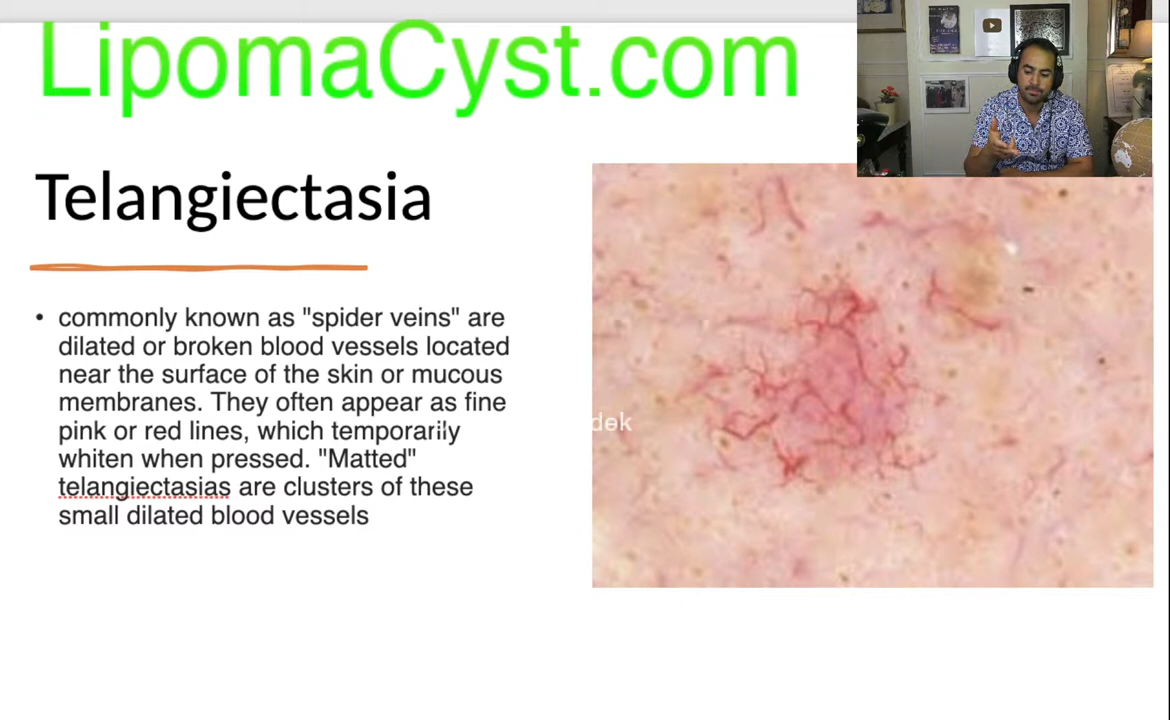 LipomaCyst.com
Telangiectasia
• commonly known as "spider veins" are
dilated or broken blood vessels located
near the surface of the skin or mucous
membranes. They often appear as fine
pink or red lines, which temporarily
whiten when pressed. "Matted"
telangiectasias are clusters of these
small dilated blood vessels